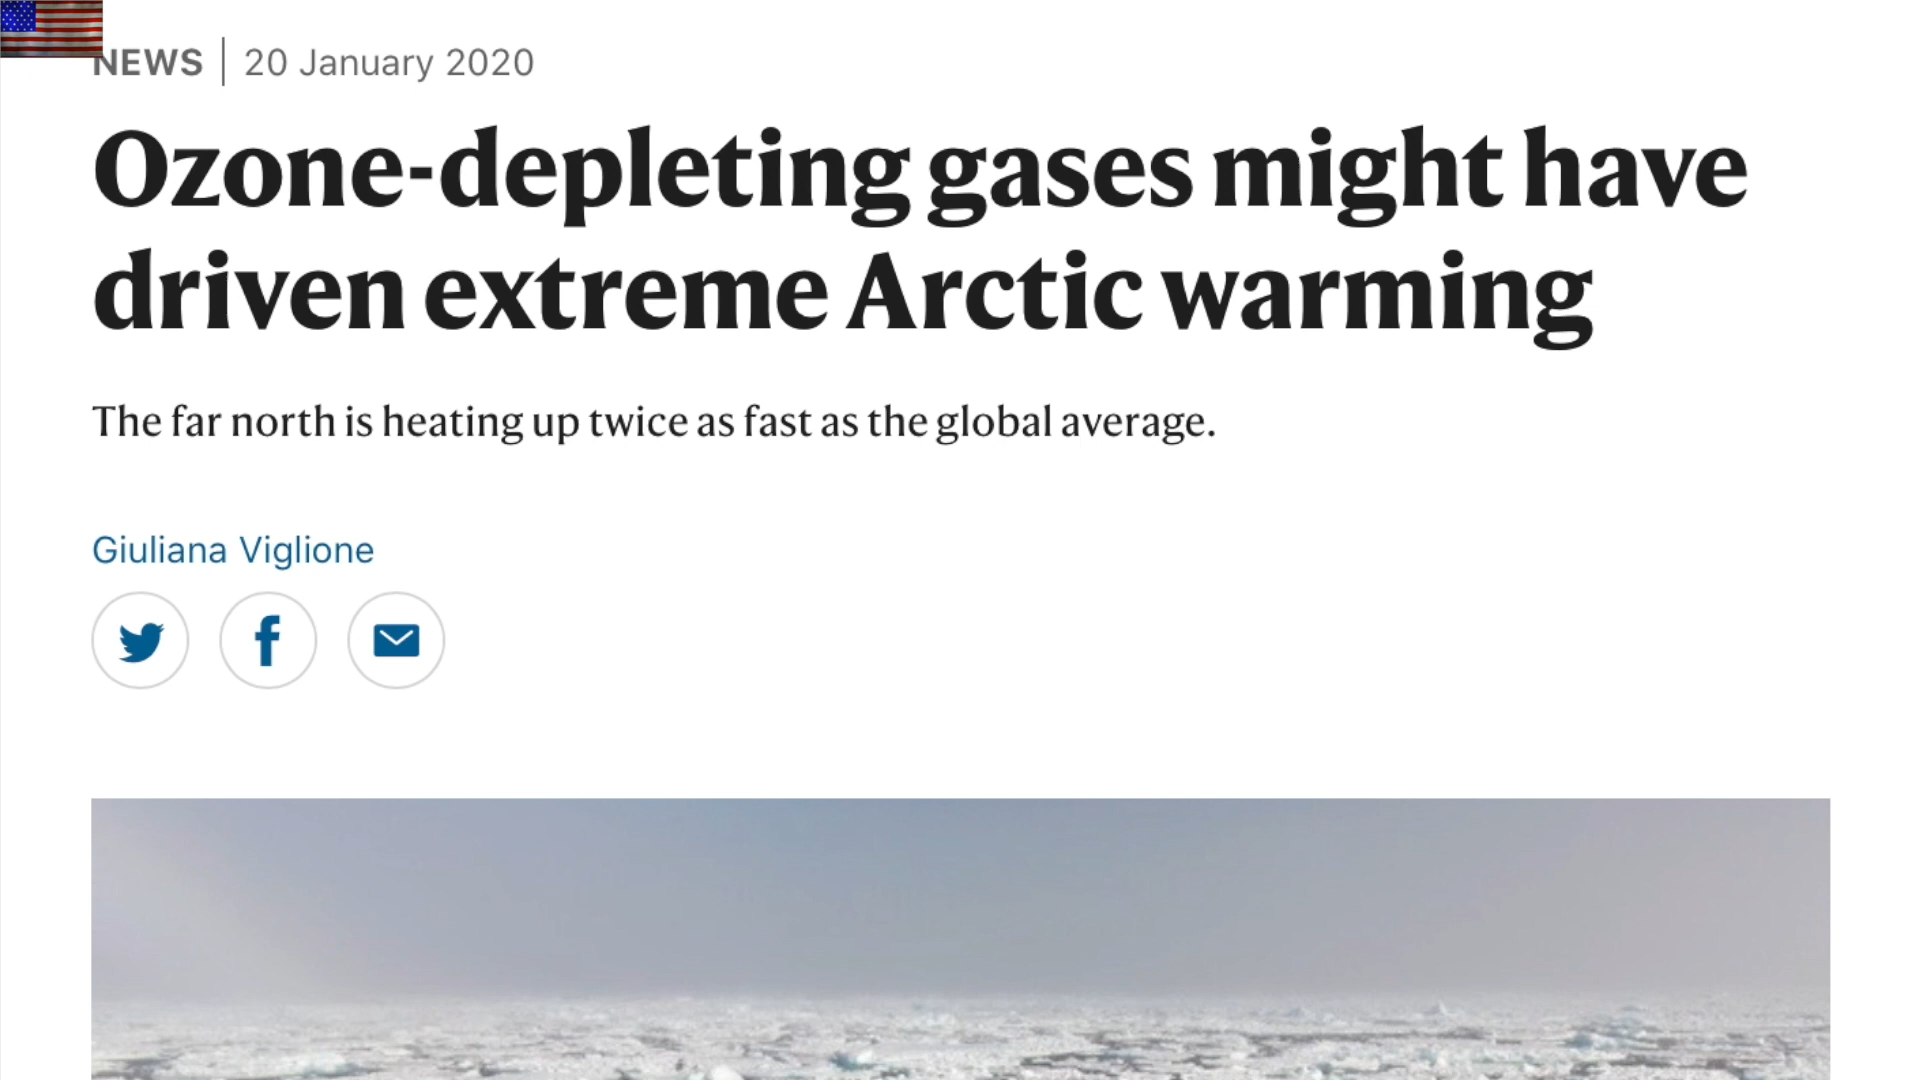 NEWS | 20 January 2020
Ozone-depleting gases might have
driven extreme Arctic warming
The far north is heating up twice as fast as the global average.
Giuliana Viglione